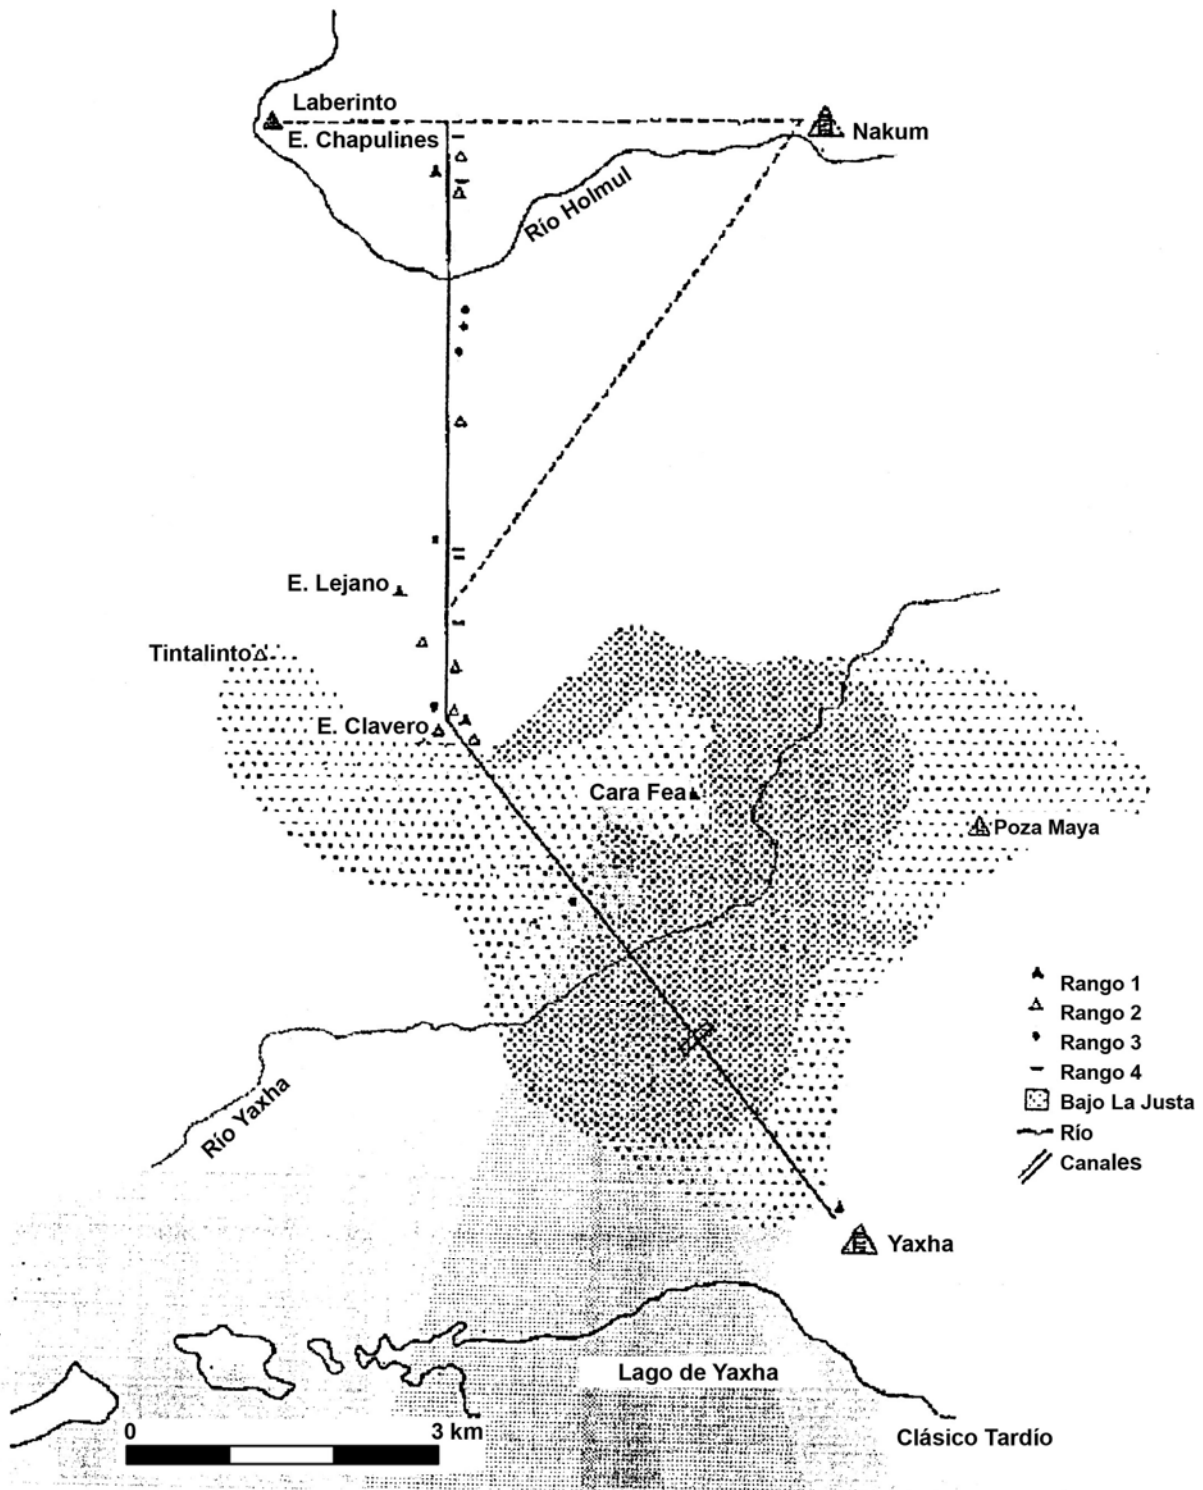 Laberinto
E. Chapulines
Nakum
Río Holmul
E. Lejano
Tintalinto
E. Clavero
Cara Fea
Poza Maya
Rango 1
Rango 2
Rango 3
Rango 4
Bajo La Justa
Río
Canales
Río Yaxha
Yaxha
Lago de Yaxha
0 3 km
Clásico Tardío